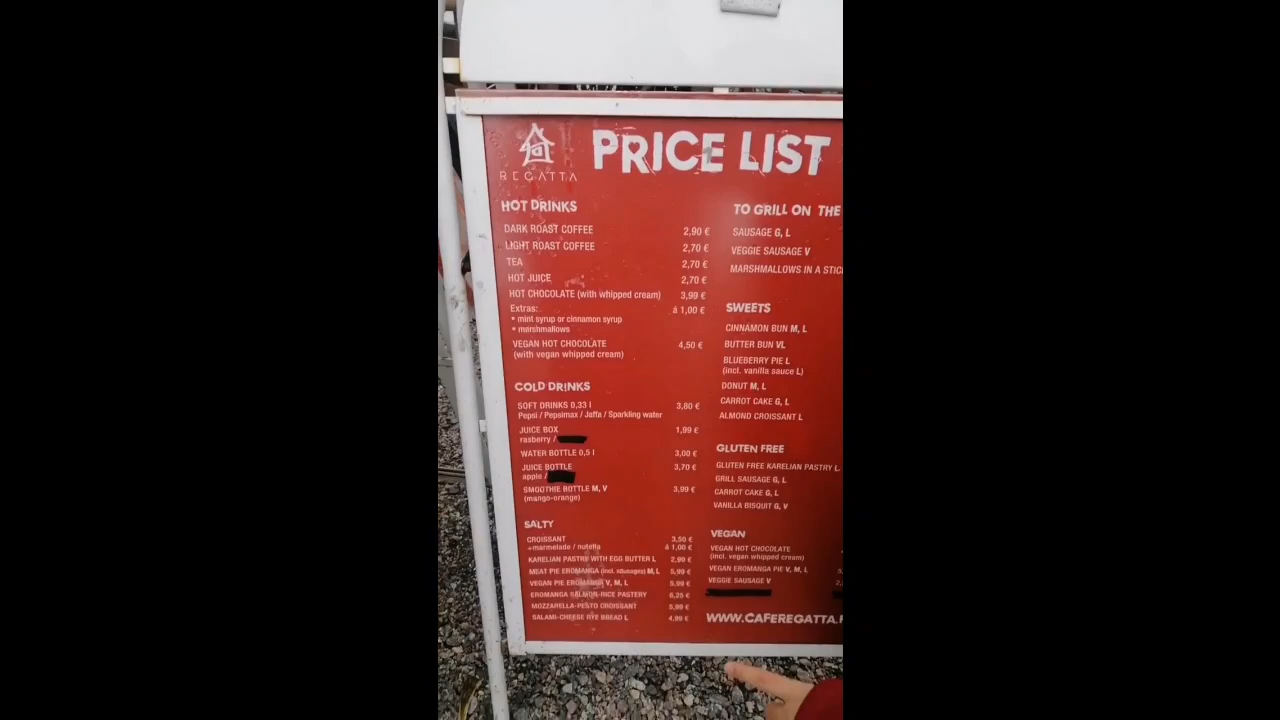 REGATTA
PRICE LIST
HOT DRINKS
DARK ROAST COFFEE 2,90 €
LIGHT ROAST COFFEE 2,70 €
TEA 2,70 €
HOT JUICE 2,70 €
HOT CHOCOLATE (with whipped cream) 3,99 €
Extras: á 1,00 €
• mint syrup or cinnamon syrup
• marshmallows
VEGAN HOT CHOCOLATE 4,50 €
(with vegan whipped cream)
COLD DRINKS
SOFT DRINKS 0,33 l 3,80 €
Pepsi / Pepsimax / Jaffa / Sparkling water
JUICE BOX 1,99 €
rasberry /
WATER BOTTLE 0,5 l 3,00 €
JUICE BOTTLE 3,70 €
apple /
SMOOTHIE BOTTLE M, V 3,99 €
(mango-orange)
SALTY
CROISSANT 3,50 €
+marmelade / nutella á 1,00 €
KARELIAN PASTRY WITH EGG BUTTER L 2,99 €
MEAT PIE EROMANGA (incl. sausages) M, L 5,99 €
VEGAN PIE EROMANGA V, M, L 5,99 €
EROMANGA SALMON-RICE PASTERY 6,25 €
MOZZARELLA-PESTO CROISSANT 5,99 €
SALAMI-CHEESE RYE BREAD L 4,99 €
TO GRILL ON THE
SAUSAGE G, L
VEGGIE SAUSAGE V
MARSHMALLOWS IN A STIC
SWEETS
CINNAMON BUN M, L
BUTTER BUN VL
BLUEBERRY PIE L
(incl. vanilla sauce L)
DONUT M, L
CARROT CAKE G, L
ALMOND CROISSANT L
GLUTEN FREE
GLUTEN FREE KARELIAN PASTRY L
GRILL SAUSAGE G, L
CARROT CAKE G, L
VANILLA BISQUIT G, V
VEGAN
VEGAN HOT CHOCOLATE
(incl. vegan whipped cream)
VEGAN EROMANGA PIE V, M, L
VEGGIE SAUSAGE V
WWW.CAFEREGATTA.F